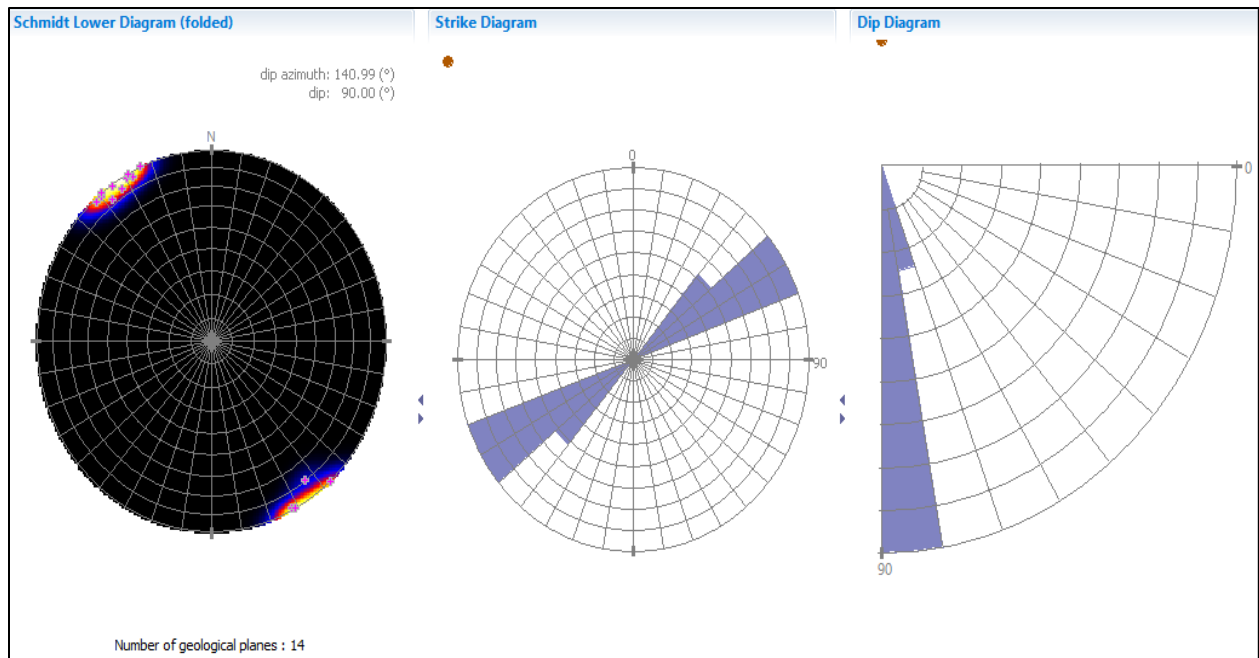 Schmidt Lower Diagram (folded)
Strike Diagram
Dip Diagram
dip azimuth: 140.99 (°)
dip: 90.00 (°)
N
0
90
0
90
Number of geological planes : 14